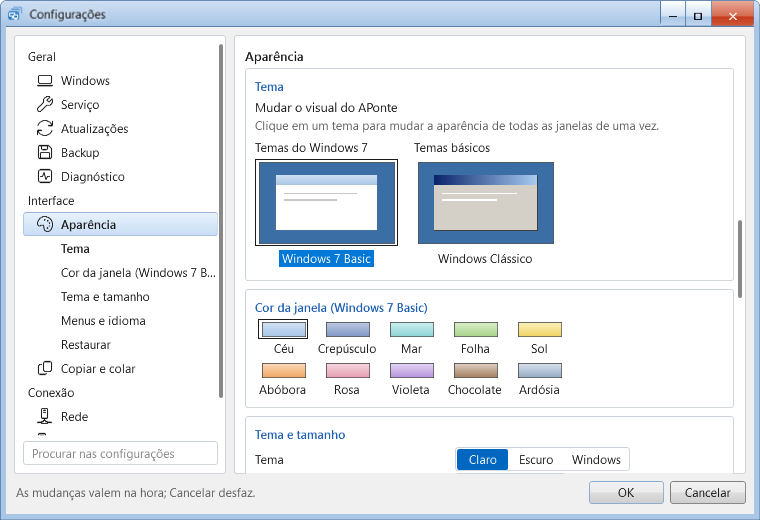 Configurações
Geral
Windows
Serviço
Atualizações
Backup
Diagnóstico
Interface
Aparência
Tema
Cor da janela (Windows 7 B...
Tema e tamanho
Menus e idioma
Restaurar
Copiar e colar
Conexão
Rede
Procurar nas configurações
Aparência
Tema
Mudar o visual do APonte
Clique em um tema para mudar a aparência de todas as janelas de uma vez.
Temas do Windows 7 Temas básicos
Windows 7 Basic Windows Clássico
Cor da janela (Windows 7 Basic)
Céu Crepúsculo Mar Folha Sol
Abóbora Rosa Violeta Chocolate Ardósia
Tema e tamanho
Tema Claro Escuro Windows
As mudanças valem na hora; Cancelar desfaz.
OK Cancelar